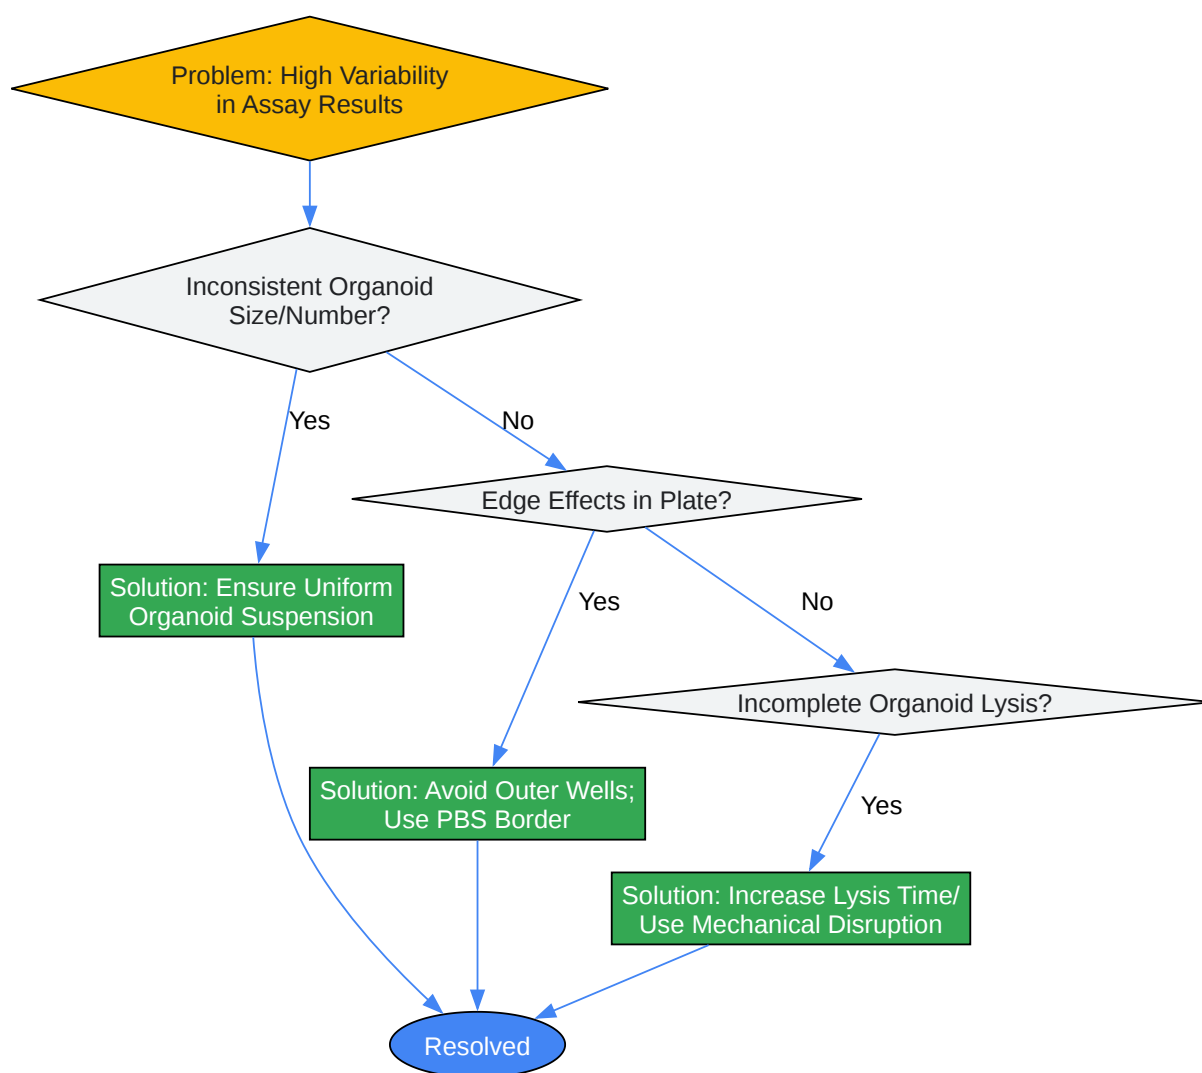 Problem: High Variability
in Assay Results
Inconsistent Organoid
Size/Number?
Yes
No
Edge Effects in Plate?
Solution: Ensure Uniform
Organoid Suspension
Yes
No
Incomplete Organoid Lysis?
Solution: Avoid Outer Wells;
Use PBS Border
Yes
Solution: Increase Lysis Time/
Use Mechanical Disruption
Resolved